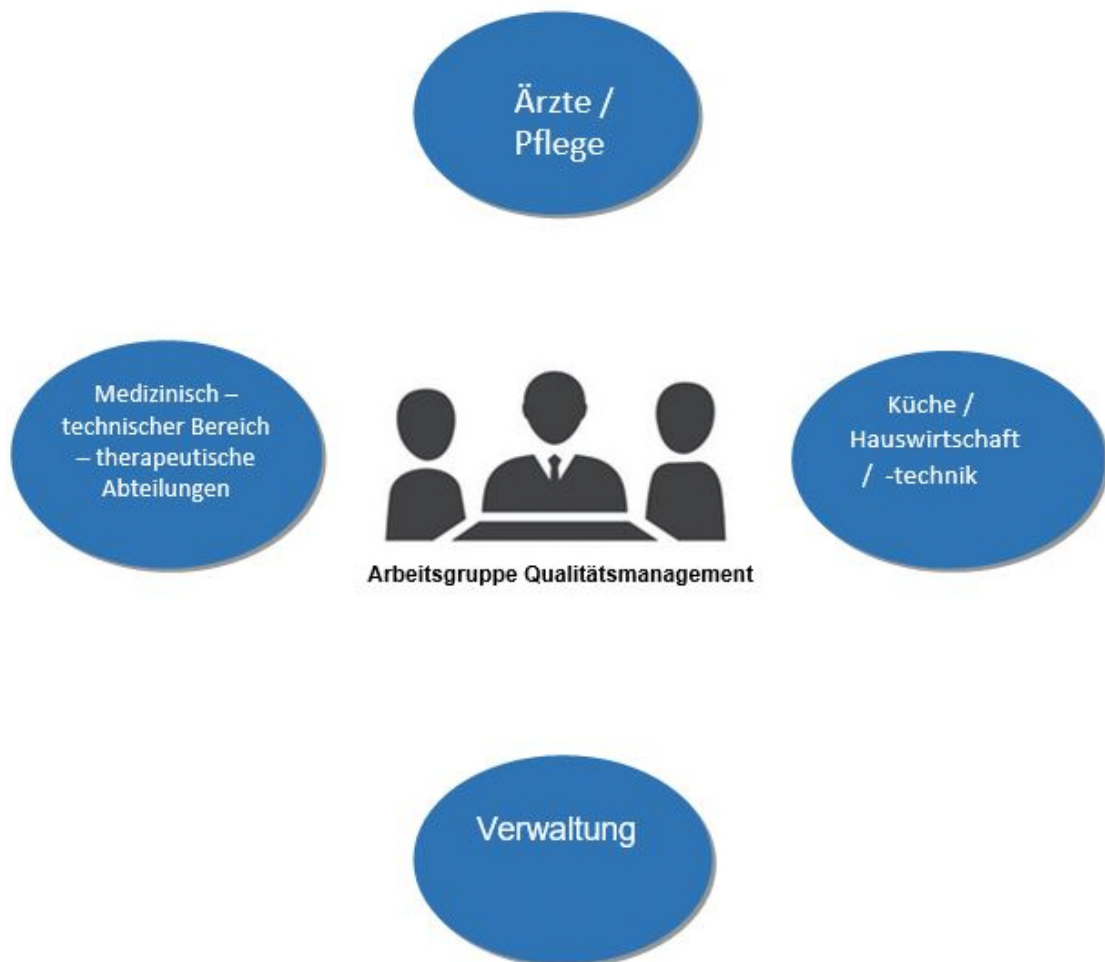 Ärzte /
Pflege
Medizinisch –
technischer Bereich
– therapeutische
Abteilungen
Küche /
Hauswirtschaft
/ -technik
Arbeitsgruppe Qualitätsmanagement
Verwaltung